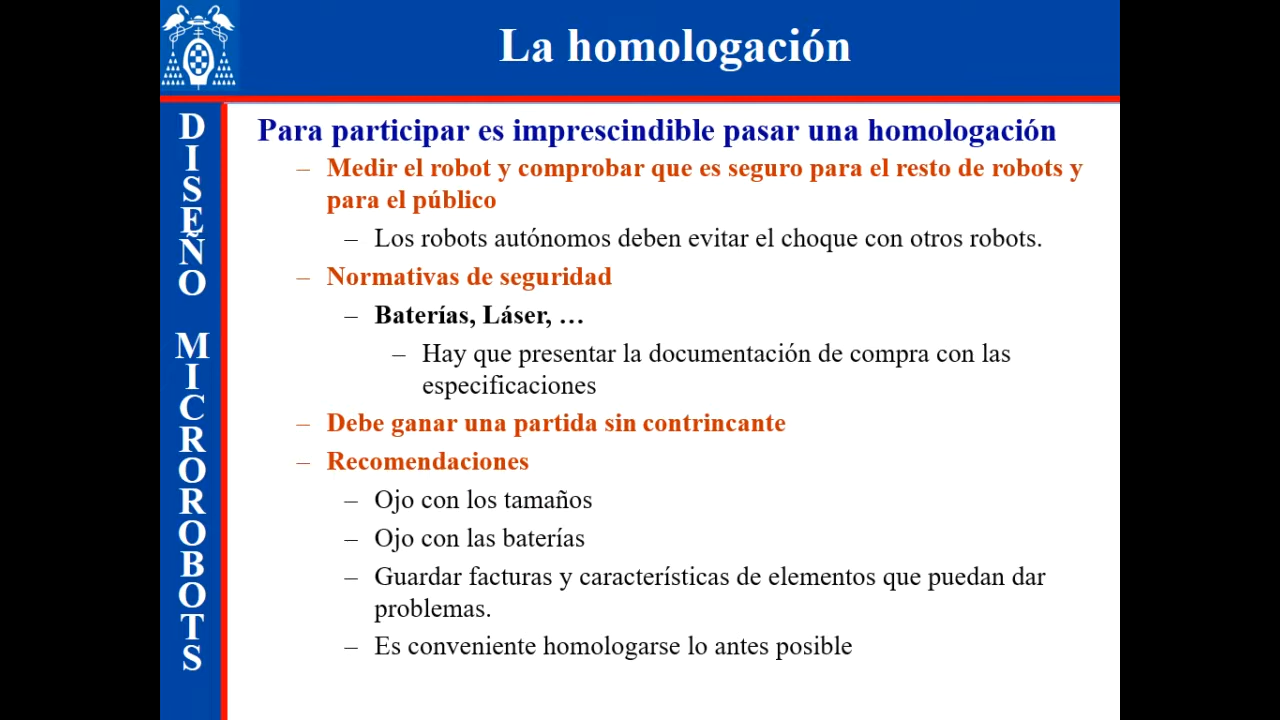 La homologación
DISEÑO MICROROBOTS
Para participar es imprescindible pasar una homologación
– Medir el robot y comprobar que es seguro para el resto de robots y
para el público
– Los robots autónomos deben evitar el choque con otros robots.
– Normativas de seguridad
– Baterías, Láser, …
– Hay que presentar la documentación de compra con las
especificaciones
– Debe ganar una partida sin contrincante
– Recomendaciones
– Ojo con los tamaños
– Ojo con las baterías
– Guardar facturas y características de elementos que puedan dar
problemas.
– Es conveniente homologarse lo antes posible